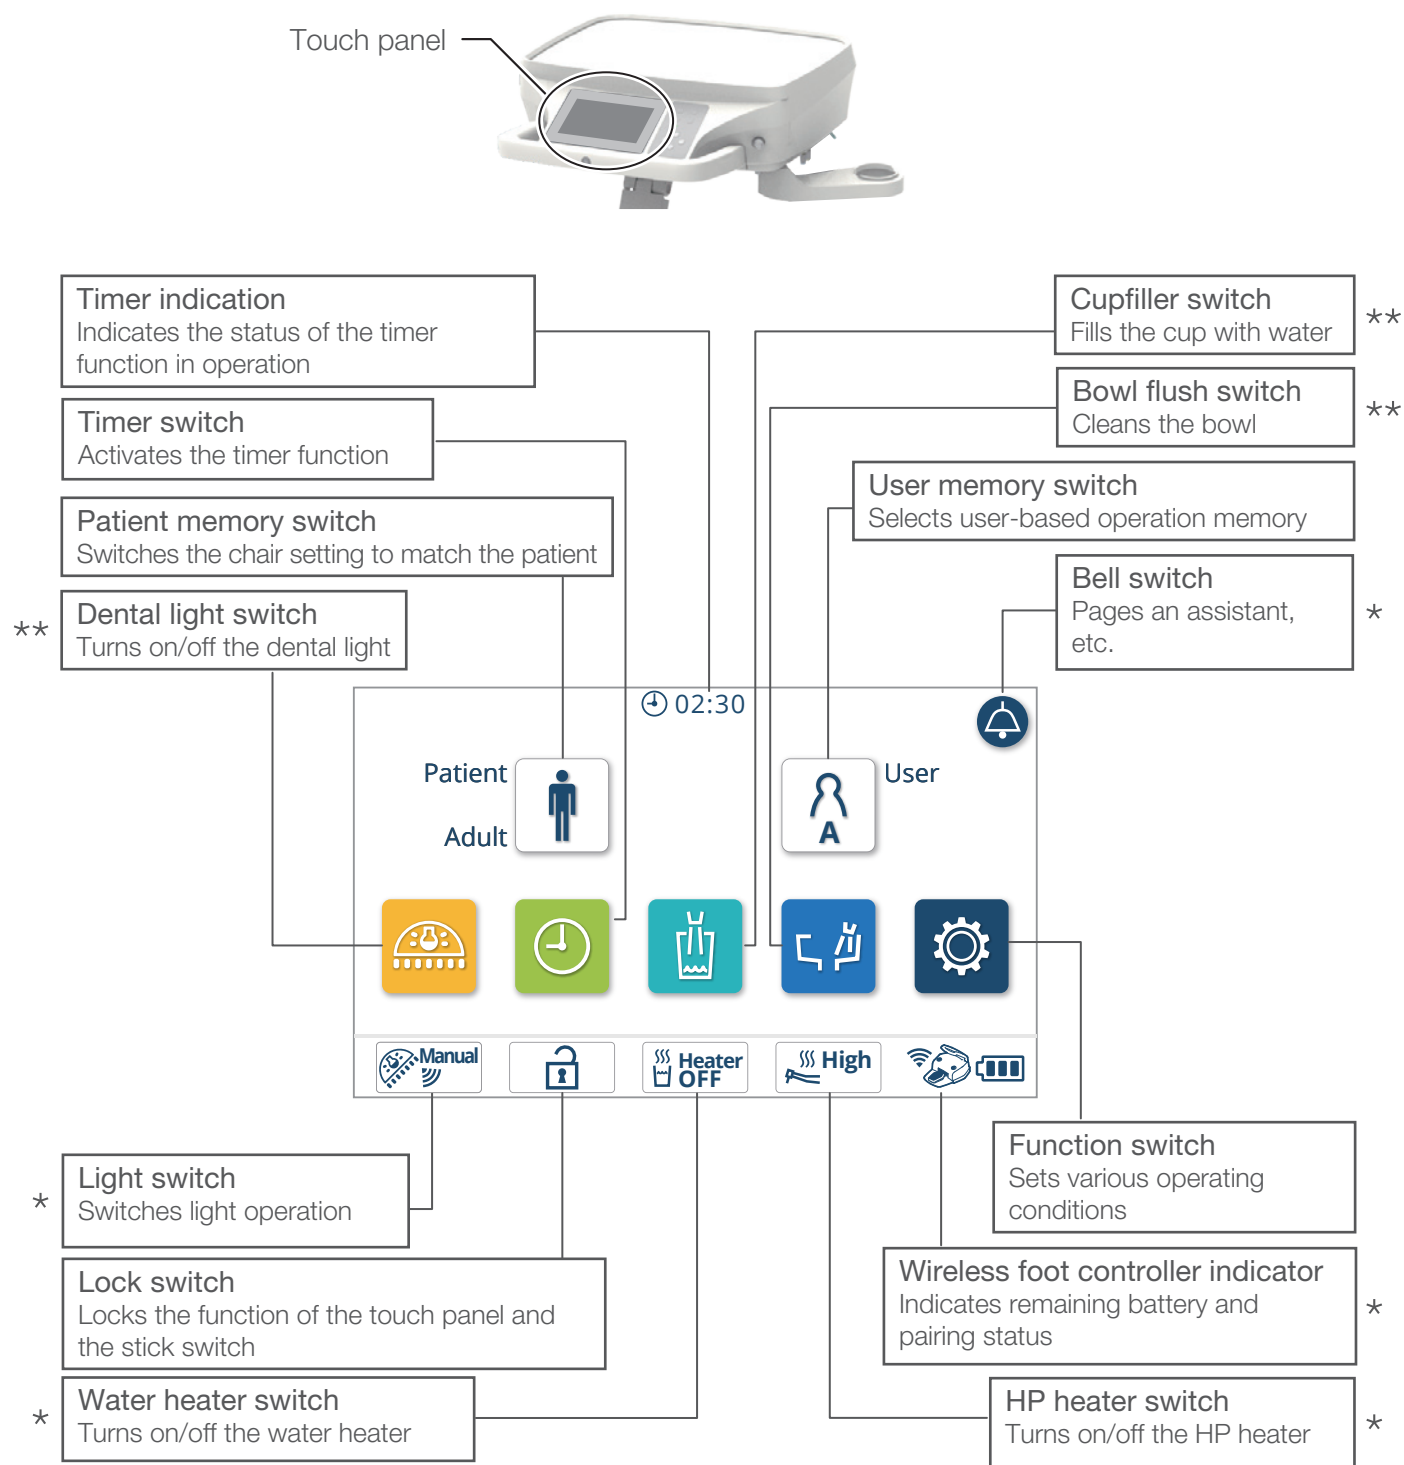 Touch panel
Timer indication
Indicates the status of the timer
function in operation
Timer switch
Activates the timer function
Patient memory switch
Switches the chair setting to match the patient
**
Dental light switch
Turns on/off the dental light
Cupfiller switch
Fills the cup with water
**
Bowl flush switch
Cleans the bowl
**
User memory switch
Selects user-based operation memory
Bell switch
Pages an assistant,
etc.
*
02:30
Patient
Adult
User
A
Manual
Heater
OFF
High
*
Light switch
Switches light operation
Lock switch
Locks the function of the touch panel and
the stick switch
*
Water heater switch
Turns on/off the water heater
Function switch
Sets various operating
conditions
Wireless foot controller indicator
Indicates remaining battery and
pairing status
*
HP heater switch
Turns on/off the HP heater
*